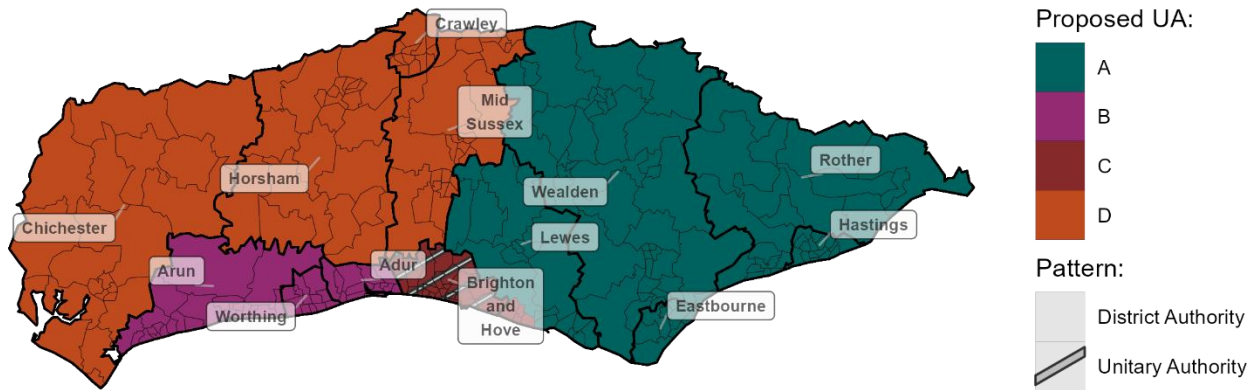 Crawley
Mid
Sussex
Horsham
Rother
Wealden
Chichester
Hastings
Lewes
Arun
Adur
Brighton
and
Hove
Eastbourne
Worthing
Proposed UA:
A
B
C
D
Pattern:
District Authority
Unitary Authority